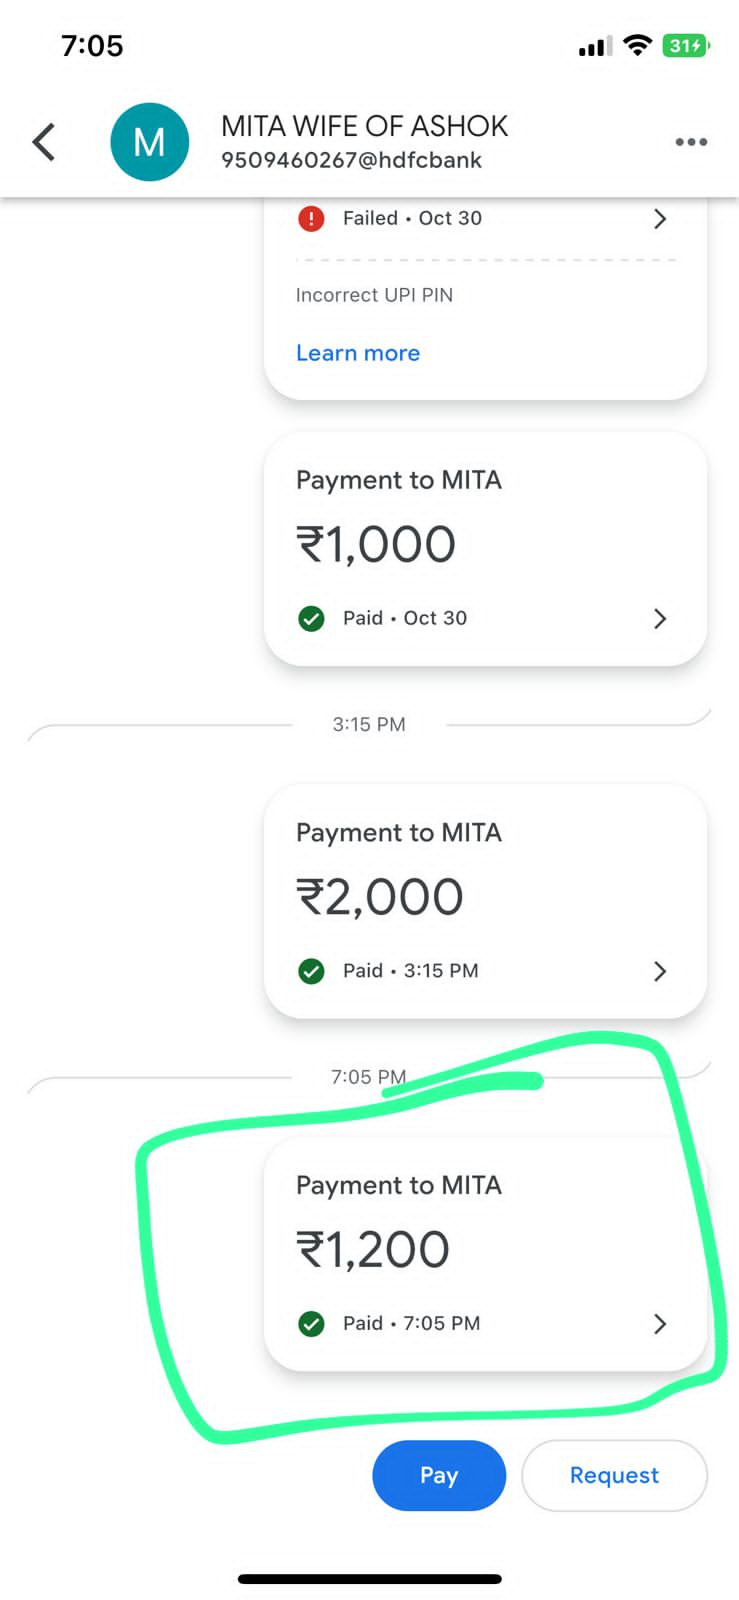 7:05
31
M
MITA WIFE OF ASHOK
9509460267@hdfcbank
Failed • Oct 30
Incorrect UPI PIN
Learn more
Payment to MITA
₹1,000
Paid • Oct 30
3:15 PM
Payment to MITA
₹2,000
Paid • 3:15 PM
7:05 PM
Payment to MITA
₹1,200
Paid • 7:05 PM
Pay
Request